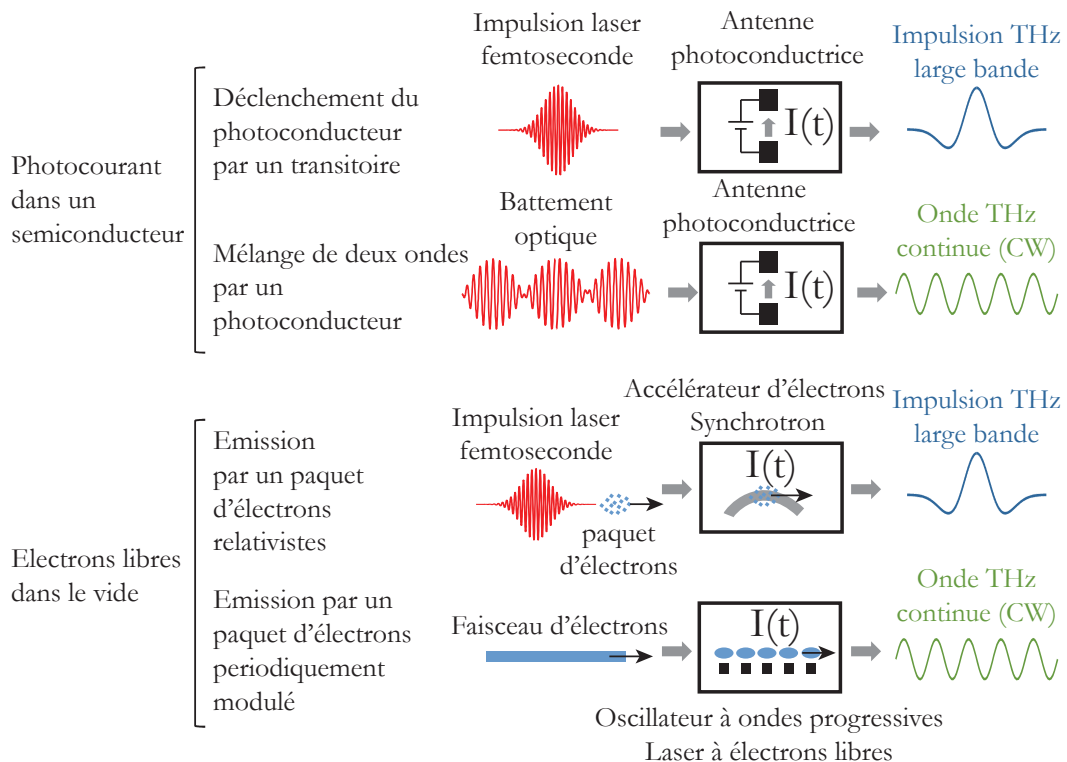 Photocourant
dans un
semiconducteur
Déclenchement du
photoconducteur
par un transitoire
Impulsion laser
femtoseconde
Antenne
photoconductrice
I(t)
Impulsion THz
large bande
Mélange de deux ondes
par un
photoconducteur
Battement
optique
Antenne
photoconductrice
I(t)
Onde THz
continue (CW)
Electrons libres
dans le vide
Emission
par un paquet
d'électrons
relativistes
Impulsion laser
femtoseconde
paquet
d'électrons
Accélérateur d'électrons
Synchrotron
I(t)
Impulsion THz
large bande
Emission par un
paquet d'électrons
periodiquement
modulé
Faisceau d'électrons
I(t)
Oscillateur à ondes progressives
Laser à électrons libres
Onde THz
continue (CW)